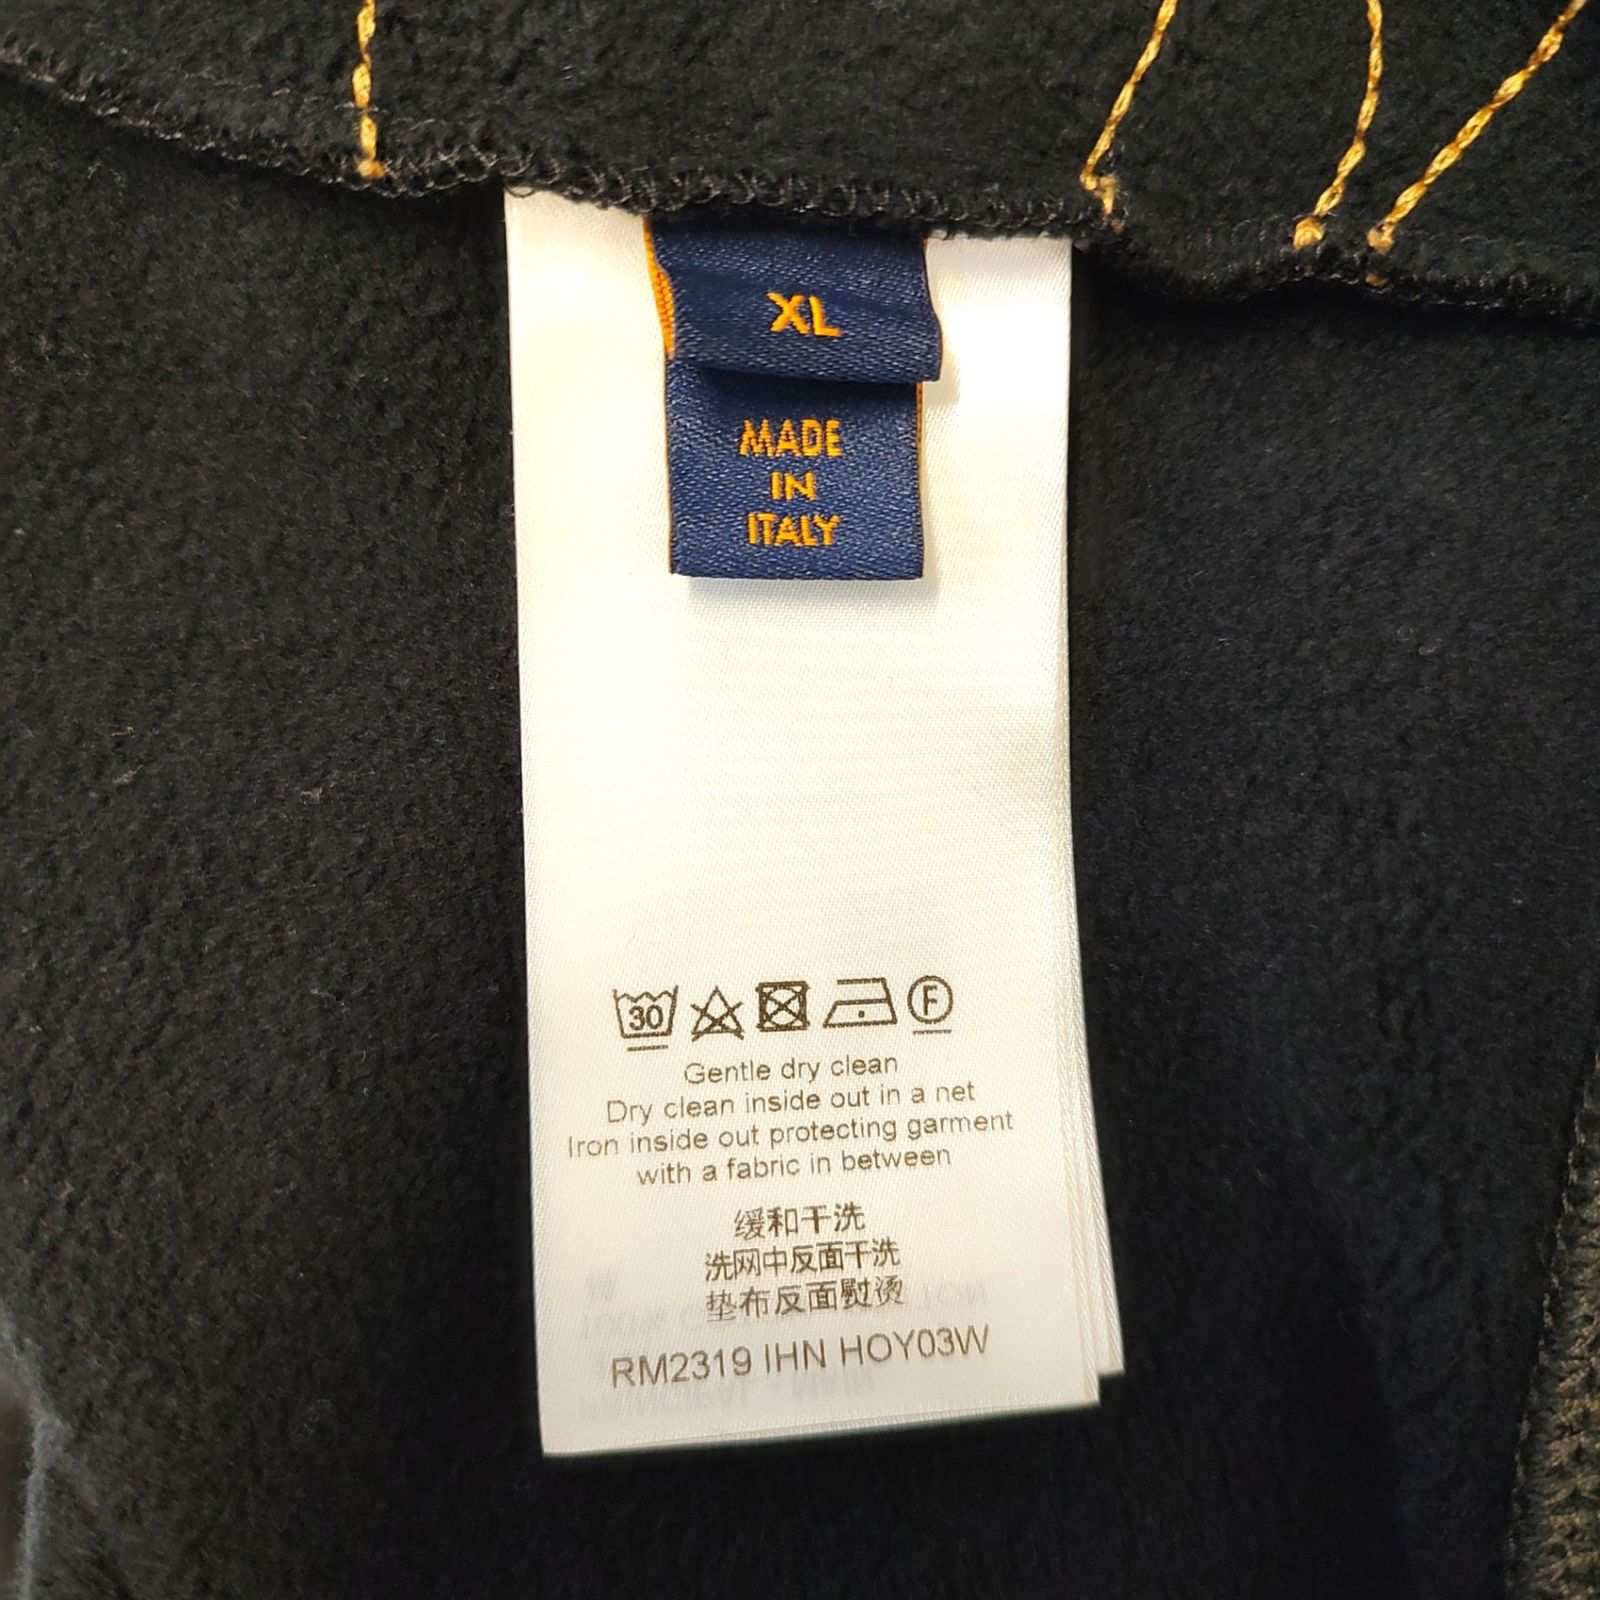 XL
MADE
IN
ITALY
30 F
Gentle dry clean
Dry clean inside out in a net
Iron inside out protecting garment
with a fabric in between
缓和干洗
洗网中反面干洗
垫布反面熨烫
RM2319 IHN HOY03W